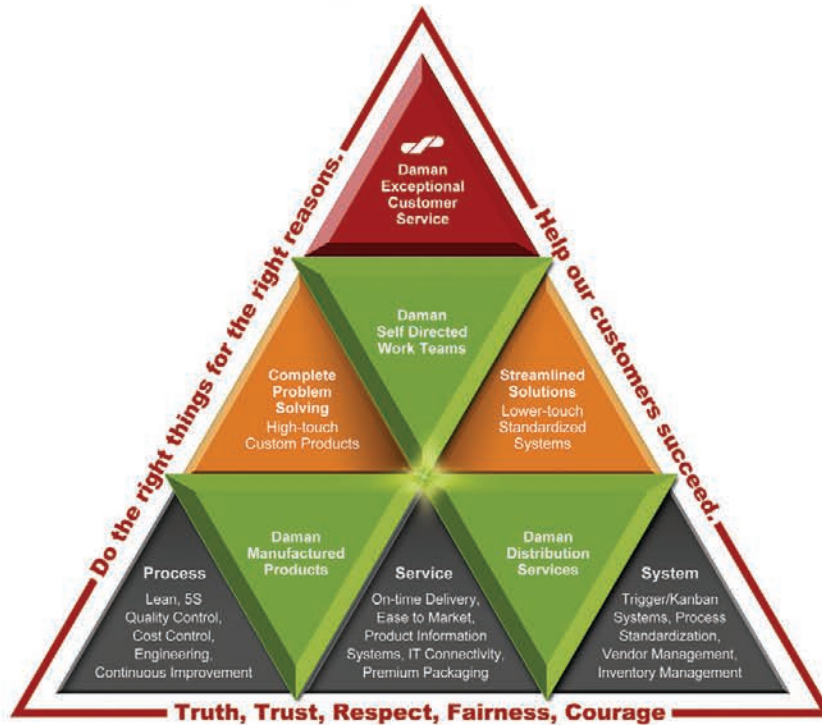 Do the right things for the right reasons.
Help our customers succeed.
Daman
Exceptional
Customer
Service
Daman
Self Directed
Work Teams
Complete
Problem
Solving
High-touch
Custom Products
Streamlined
Solutions
Lower-touch
Standardized
Systems
Daman
Manufactured
Products
Daman
Distribution
Services
Process
Lean, 5S
Quality Control,
Cost Control,
Engineering,
Continuous Improvement
Service
On-time Delivery,
Ease to Market,
Product Information
Systems, IT Connectivity,
Premium Packaging
System
Trigger/Kanban
Systems, Process
Standardization,
Vendor Management,
Inventory Management
Truth, Trust, Respect, Fairness, Courage